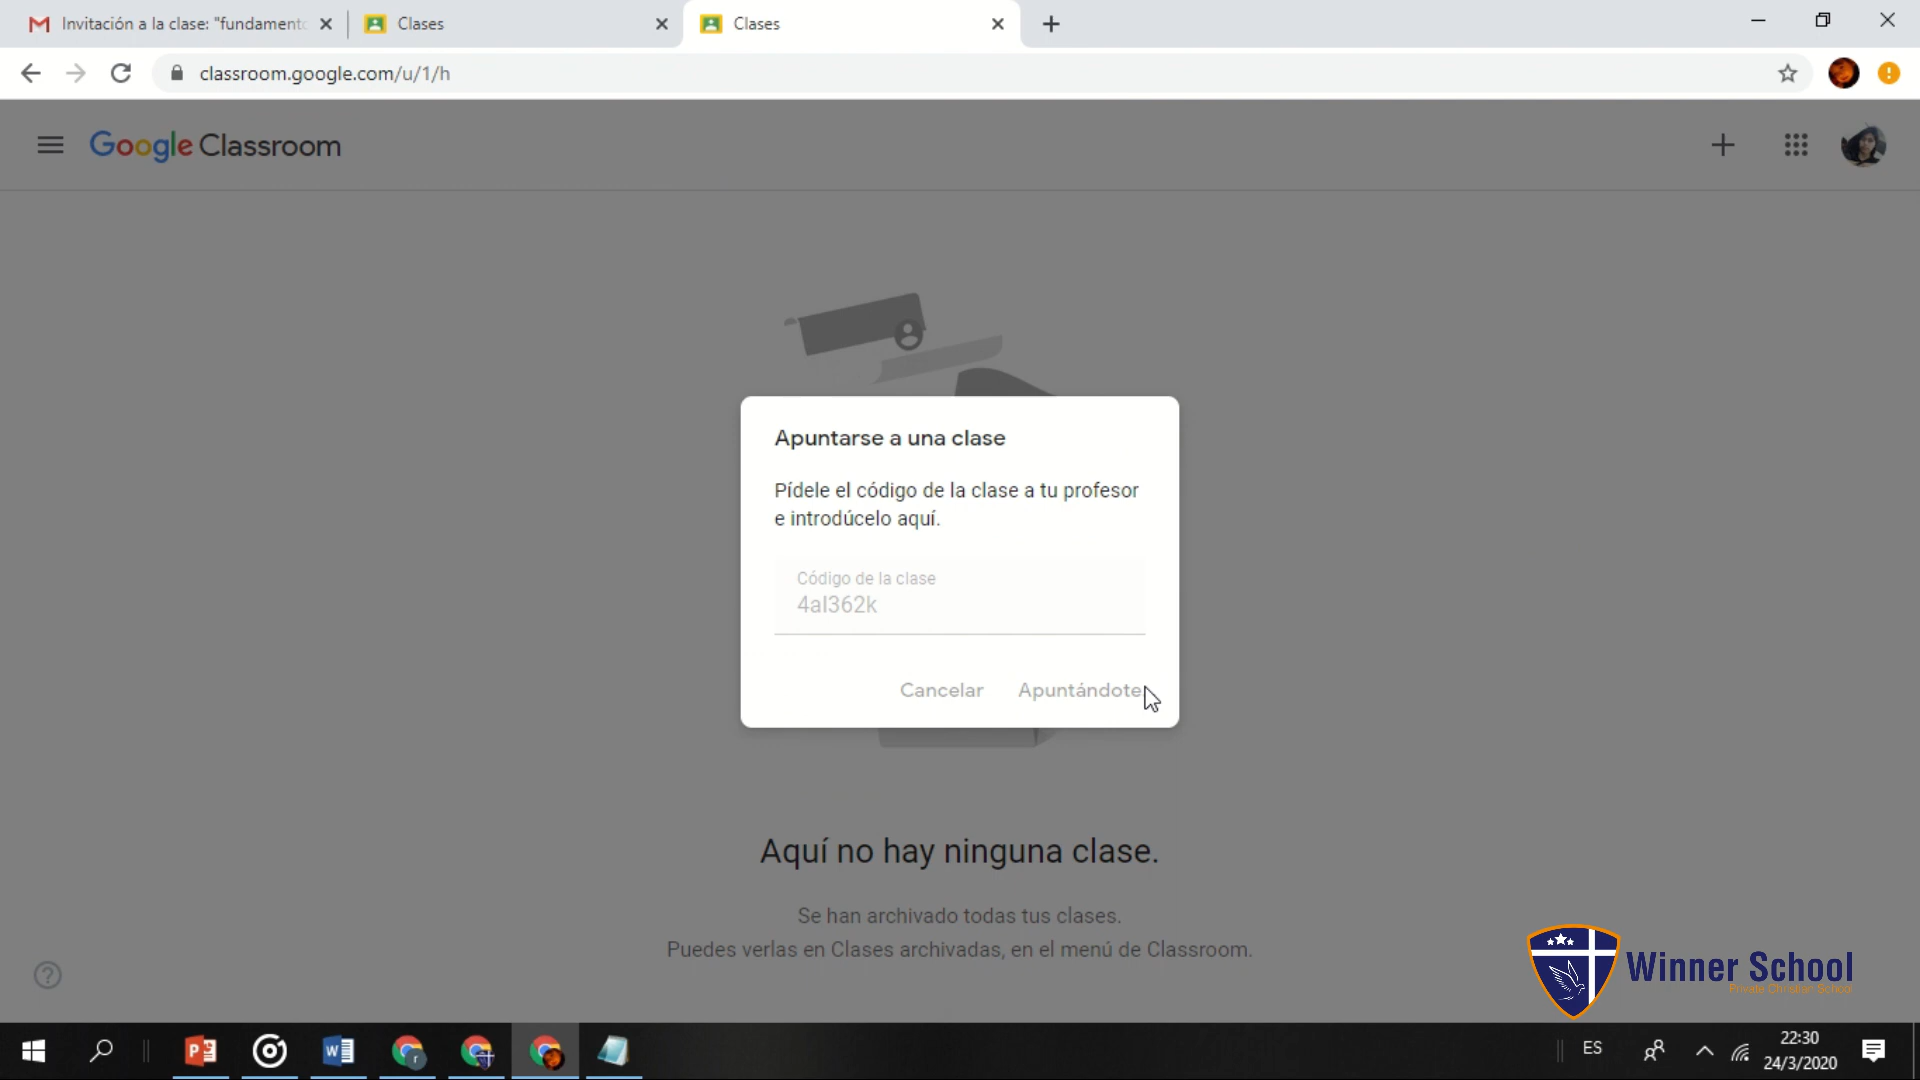 Invitación a la clase: "fundament
Clases
Clases
classroom.google.com/u/1/h
Google Classroom
Apuntarse a una clase
Pídele el código de la clase a tu profesor
e introdúcelo aquí.
Código de la clase
4al362k
Cancelar
Apuntándote
Aquí no hay ninguna clase.
Se han archivado todas tus clases.
Puedes verlas en Clases archivadas, en el menú de Classroom.
Winner School
Private Christian School
ES
22:30
24/3/2020